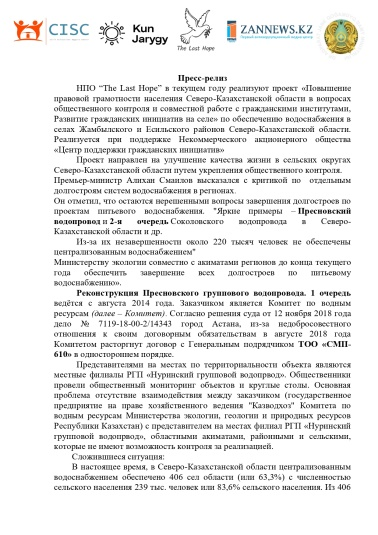 CISC
Kun
Jarygy
The Last Hope
ZANNEWS.KZ
Пресс-релиз
НПО “The Last Hope” в текущем году реализуют проект «Повышение
правовой грамотности населения Северо-Казахстанской области в вопросах
общественного контроля и совместной работе с гражданскими институтами,
Развитие гражданских инициатив на селе» по обеспечению водоснабжения в
селах Жамбылского и Есильского районов Северо-Казахстанской области.
Реализуется при поддержке Некоммерческого акционерного общества
«Центр поддержки гражданских инициатив»
Проект направлен на улучшение качества жизни в сельских округах
Северо-Казахстанской области путем укрепления общественного контроля.
Премьер-министр Алихан Смаилов высказался с критикой по отдельным
долгостроям систем водоснабжения в регионах.
Он отметил, что остаются нерешенными вопросы завершения долгостроев по
проектам питьевого водоснабжения. "Яркие примеры – Пресновский
водопровод и 2-я очередь Соколовского водопровода в Северо-
Казахстанской области и др.
Из-за их незавершенности около 220 тысяч человек не обеспечены
централизованным водоснабжением"
Министерству экологии совместно с акиматами регионов до конца текущего
года обеспечить завершение всех долгостроев по питьевому
водоснабжению».
Реконструкция Пресновского группового водопровода. 1 очередь
ведётся с августа 2014 года. Заказчиком является Комитет по водным
ресурсам (далее – Комитет). Согласно решения суда от 12 ноября 2018 года
дело № 7119-18-00-2/14343 город Астана, из-за недобросовестного
отношения к своим договорным обязательствам в августе 2018 года
Комитетом расторгнут договор с Генеральным подрядчиком ТОО «СМП-
610» в одностороннем порядке.
Представителями на местах по территориальности объекта являются
местные филиалы РГП «Нуринский групповой водопрвод». Общественники
провели общественный мониторинг объектов и круглые столы. Основная
проблема отсутствие взаимодействия между заказчиком (государственное
предприятие на праве хозяйственного ведения "Казводхоз" Комитета по
водным ресурсам Министерства экологии, геологии и природных ресурсов
Республики Казахстан) с представителем на местах филиал РГП «Нуринский
групповой водопрвод», областными акиматами, районными и сельскими,
которые не имеют возможность контроля за реализацией.
Сложившиеся ситуация:
В настоящее время, в Северо-Казахстанской области централизованным
водоснабжением обеспечено 406 сел области (или 63,3%) с численностью
сельского населения 239 тыс. человек или 83,6% сельского населения. Из 406